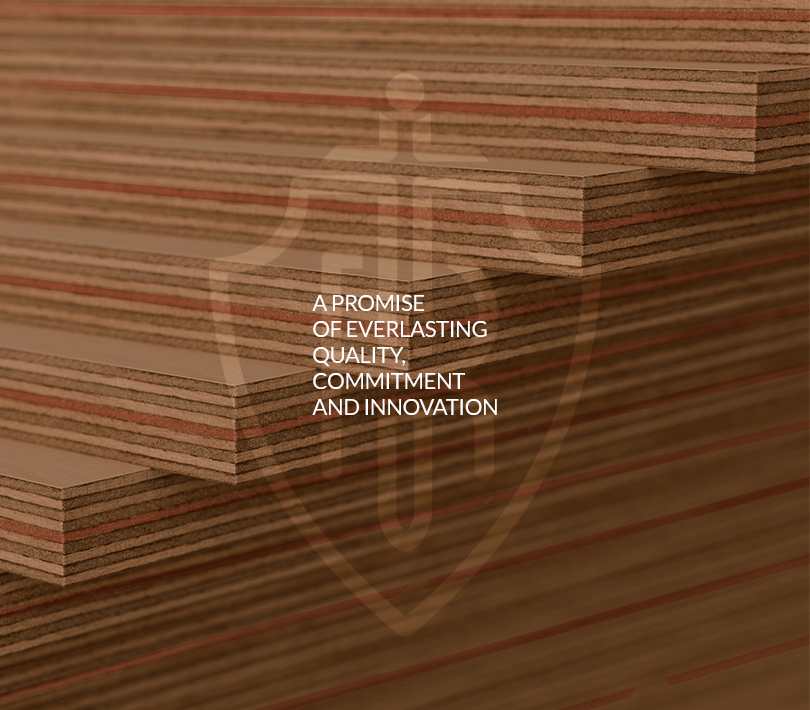 A PROMISE
OF EVERLASTING
QUALITY,
COMMITMENT
AND INNOVATION